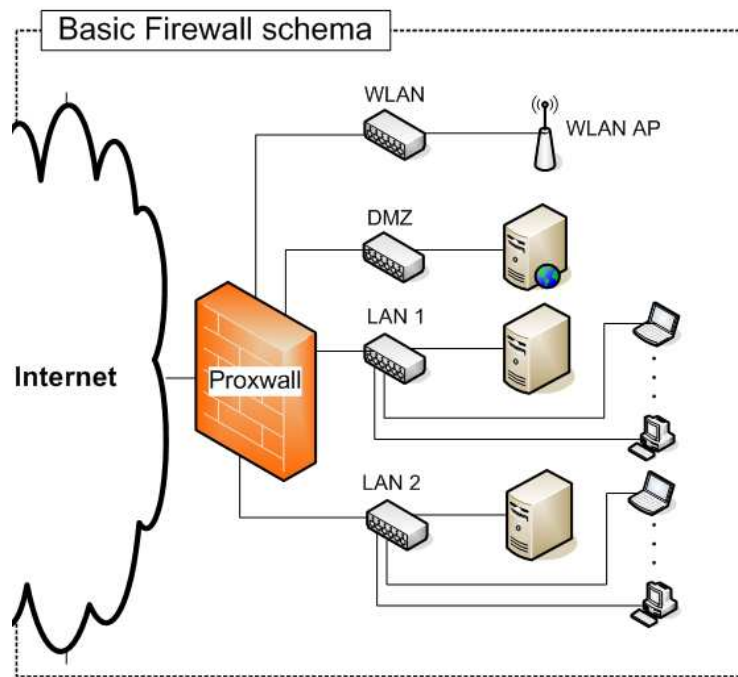 Basic Firewall schema
WLAN
WLAN AP
DMZ
LAN 1
Internet
Proxwall
LAN 2